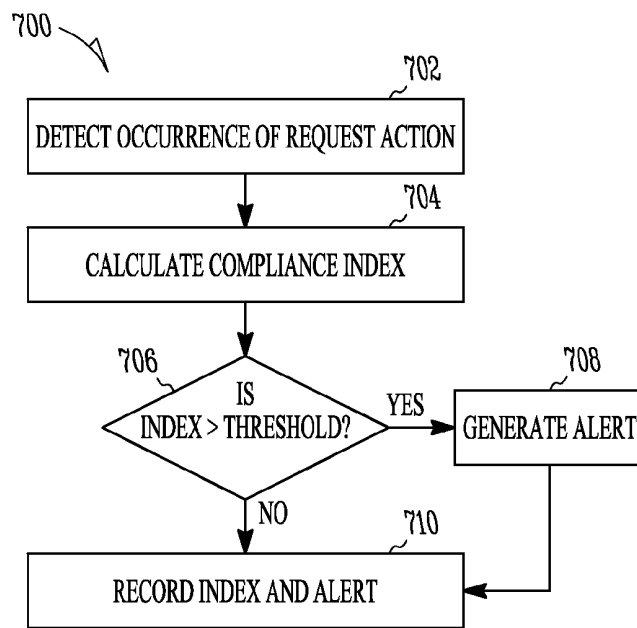 700
702
DETECT OCCURRENCE OF REQUEST ACTION
704
CALCULATE COMPLIANCE INDEX
706
IS
INDEX > THRESHOLD?
YES
708
GENERATE ALERT
NO
710
RECORD INDEX AND ALERT